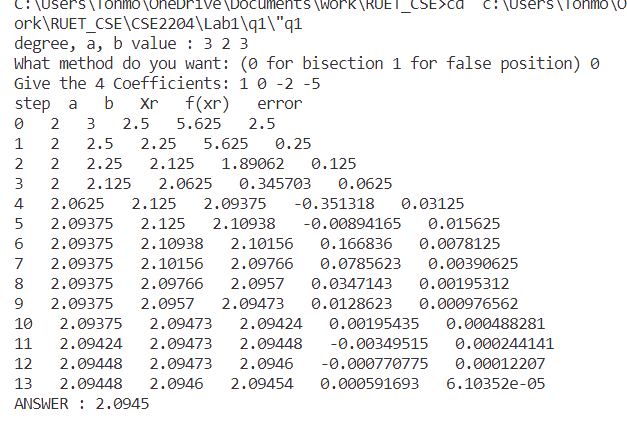 C:\Users\Tonmo\OneDrive\Documents\Work\RUET_CSE>cd  c:\Users\Tonmo\O
ork\RUET_CSE\CSE2204\Lab1\q1\"q1
degree, a, b value : 3 2 3
What method do you want: (0 for bisection 1 for false position) 0
Give the 4 Coefficients: 1 0 -2 -5
step  a   b   Xr   f(xr)   error
0   2   3   2.5   5.625   2.5
1   2   2.5   2.25   5.625   0.25
2   2   2.25   2.125   1.89062   0.125
3   2   2.125   2.0625   0.345703   0.0625
4   2.0625   2.125   2.09375   -0.351318   0.03125
5   2.09375   2.125   2.10938   -0.00894165   0.015625
6   2.09375   2.10938   2.10156   0.166836   0.0078125
7   2.09375   2.10156   2.09766   0.0785623   0.00390625
8   2.09375   2.09766   2.0957   0.0347143   0.00195312
9   2.09375   2.0957   2.09473   0.0128623   0.000976562
10   2.09375   2.09473   2.09424   0.00195435   0.000488281
11   2.09424   2.09473   2.09448   -0.00349515   0.000244141
12   2.09448   2.09473   2.0946   -0.000770775   0.00012207
13   2.09448   2.0946   2.09454   0.000591693   6.10352e-05
ANSWER : 2.0945